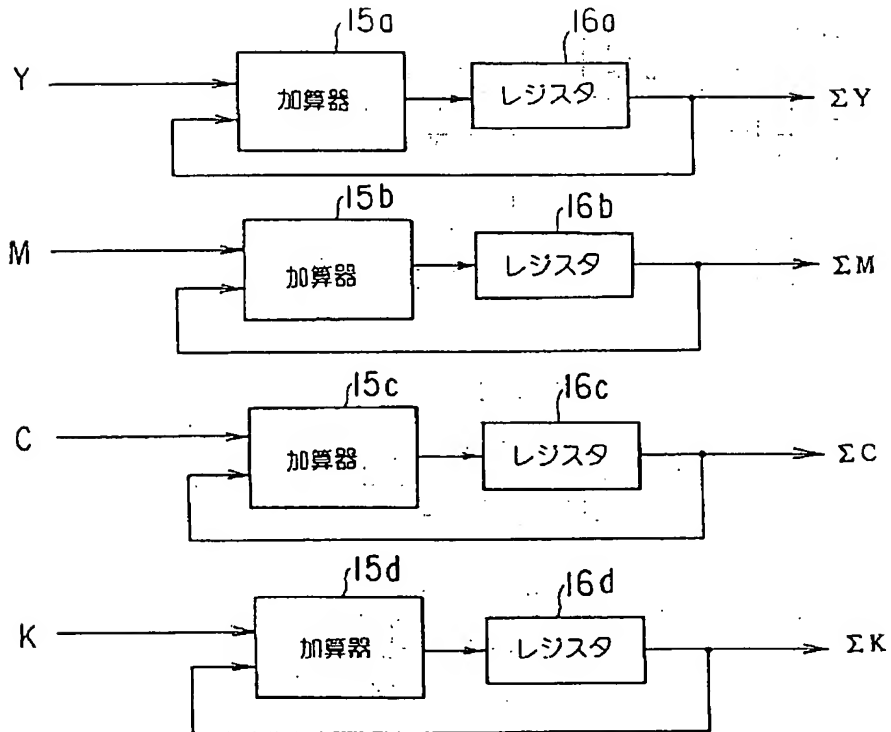 15a
16a
Y
加算器
レジスタ
ΣY
15b
16b
M
加算器
レジスタ
ΣM
15c
16c
C
加算器
レジスタ
ΣC
15d
16d
K
加算器
レジスタ
ΣK